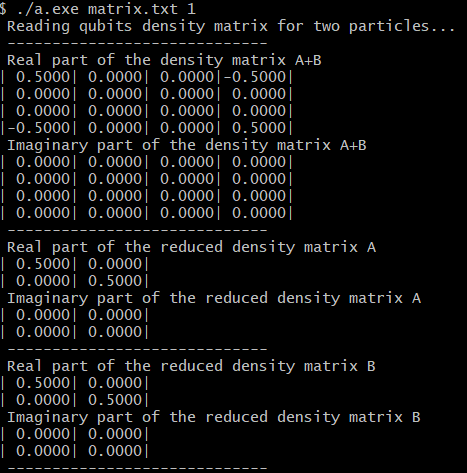 $ ./a.exe matrix.txt 1
 Reading qubits density matrix for two particles...
 -----------------------------
 Real part of the density matrix A+B
| 0.5000| 0.0000| 0.0000|-0.5000|
| 0.0000| 0.0000| 0.0000| 0.0000|
| 0.0000| 0.0000| 0.0000| 0.0000|
|-0.5000| 0.0000| 0.0000| 0.5000|
 Imaginary part of the density matrix A+B
| 0.0000| 0.0000| 0.0000| 0.0000|
| 0.0000| 0.0000| 0.0000| 0.0000|
| 0.0000| 0.0000| 0.0000| 0.0000|
| 0.0000| 0.0000| 0.0000| 0.0000|
 -----------------------------
 Real part of the reduced density matrix A
| 0.5000| 0.0000|
| 0.0000| 0.5000|
 Imaginary part of the reduced density matrix A
| 0.0000| 0.0000|
| 0.0000| 0.0000|
 -----------------------------
 Real part of the reduced density matrix B
| 0.5000| 0.0000|
| 0.0000| 0.5000|
 Imaginary part of the reduced density matrix B
| 0.0000| 0.0000|
| 0.0000| 0.0000|
 -----------------------------